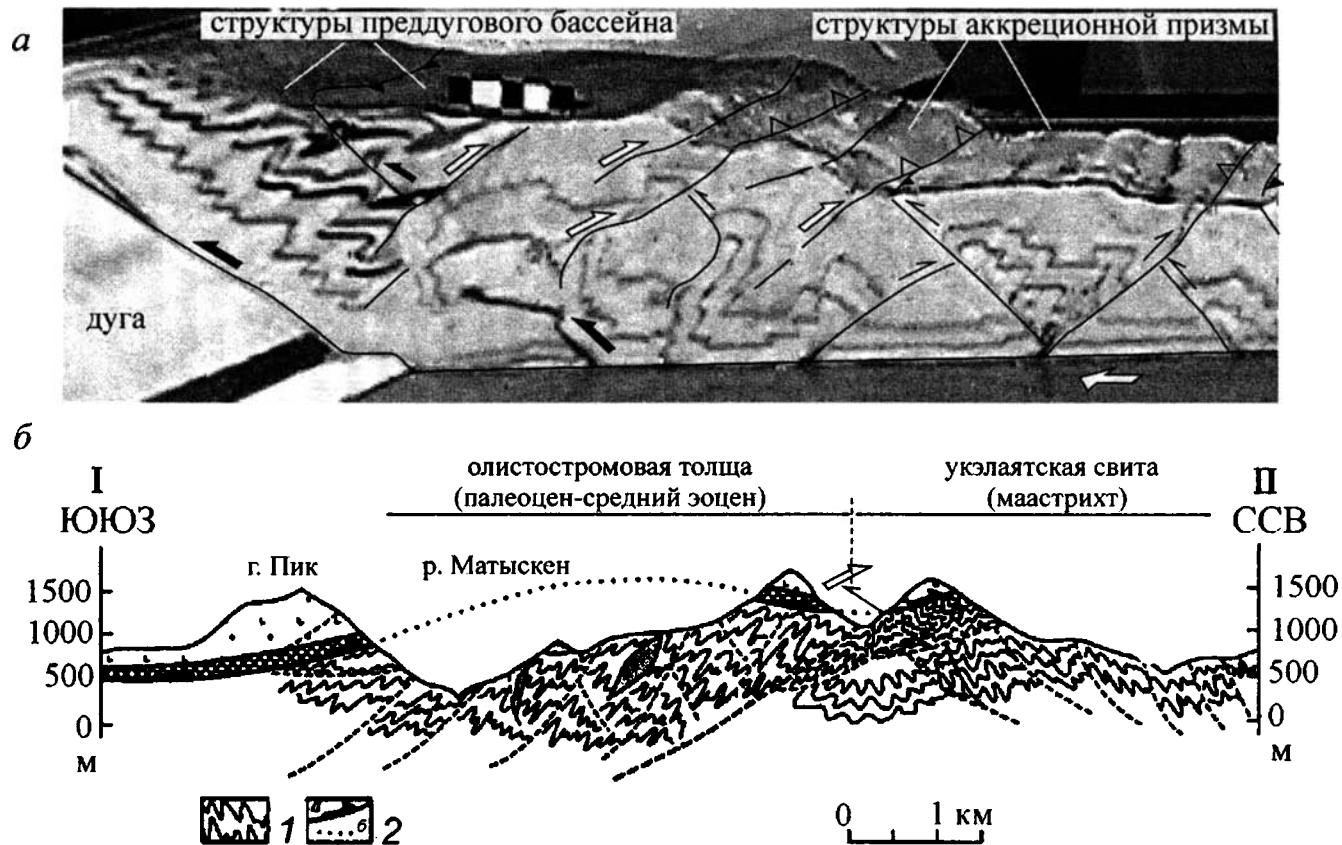 а
структуры преддугового бассейна
структуры аккреционной призмы
дуга
б
I
ЮЮЗ
олистостромовая толща
(палеоцен-средний эоцен)
укэлаятская свита
(маастрихт)
II
ССВ
г. Пик
р. Матыскен
1500
1000
500
0
м
1500
1000
500
0
м
1
б
2
0 1 км